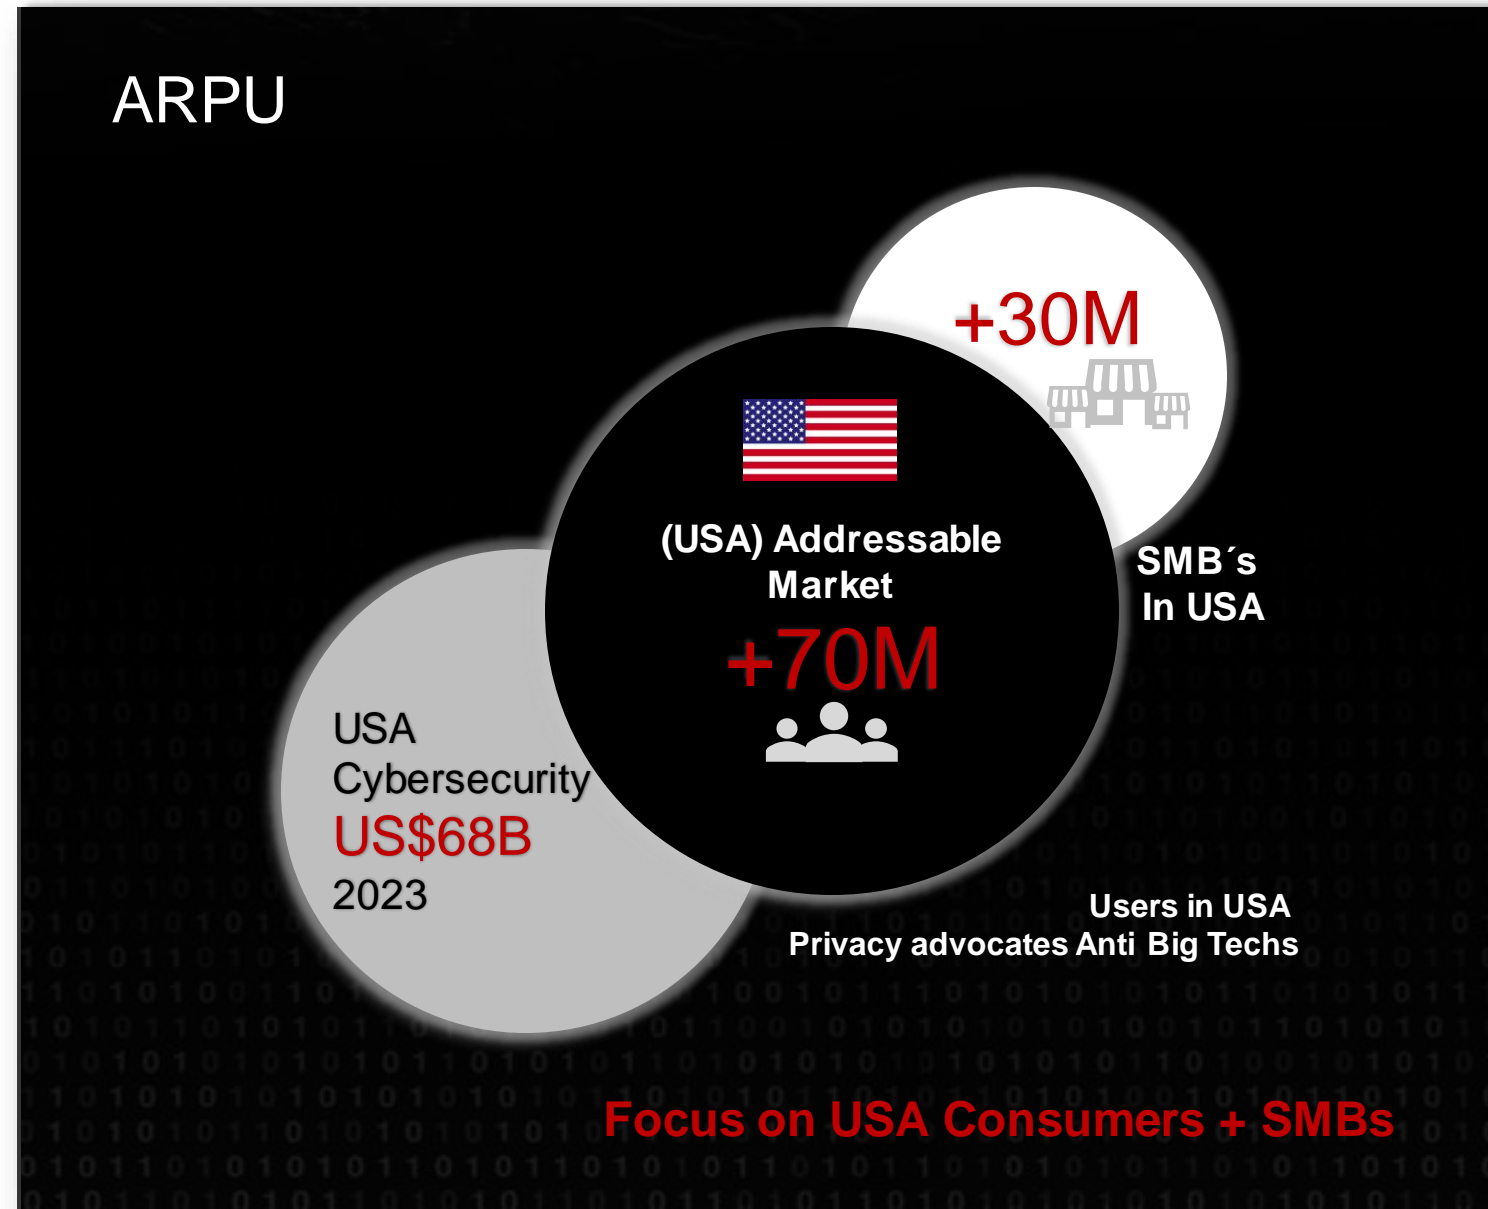 ARPU
+30M
(USA) Addressable
Market
+70M
SMB´s
In USA
USA
Cybersecurity
US$68B
2023
Users in USA
Privacy advocates Anti Big Techs
Focus on USA Consumers + SMBs